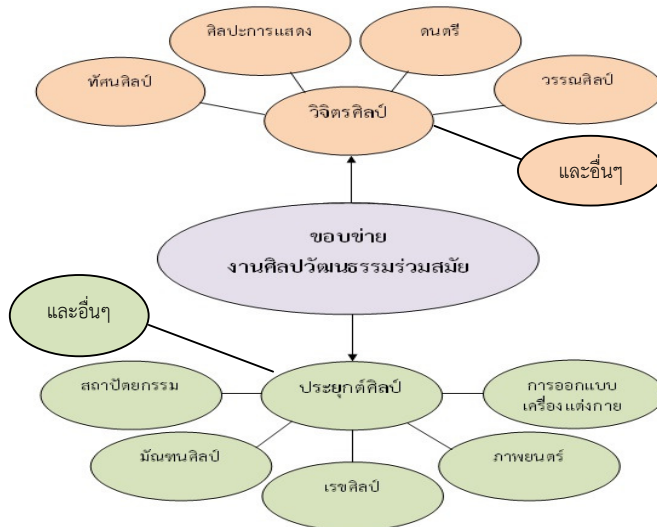 ศิลปะการแสดง
ดนตรี
ทัศนศิลป์
วรรณศิลป์
วิจิตรศิลป์
และอื่นๆ
ขอบข่าย
งานศิลปวัฒนธรรมร่วมสมัย
และอื่นๆ
สถาปัตยกรรม
ประยุกต์ศิลป์
การออกแบบ
เครื่องแต่งกาย
มัณฑนศิลป์
ภาพยนตร์
เรขศิลป์